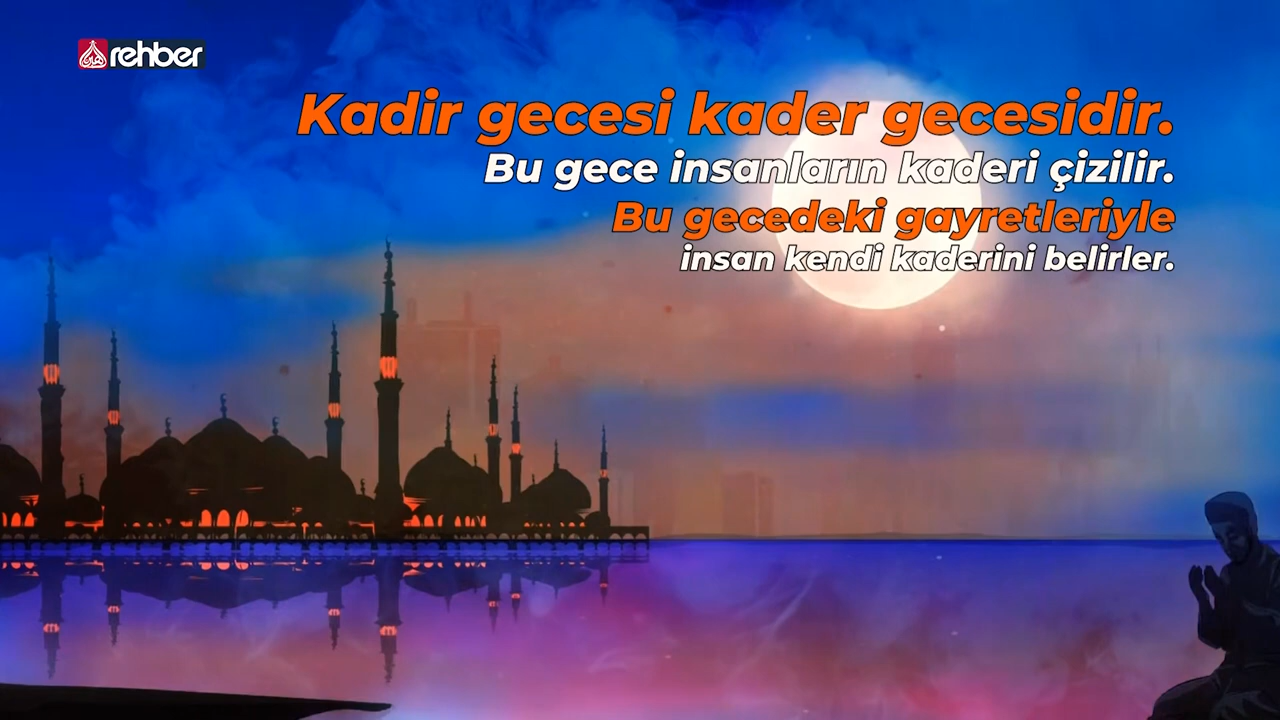 rehber
Kadir gecesi kader gecesidir.
Bu gece insanların kaderi çizilir.
Bu gecedeki gayretleriyle
insan kendi kaderini belirler.